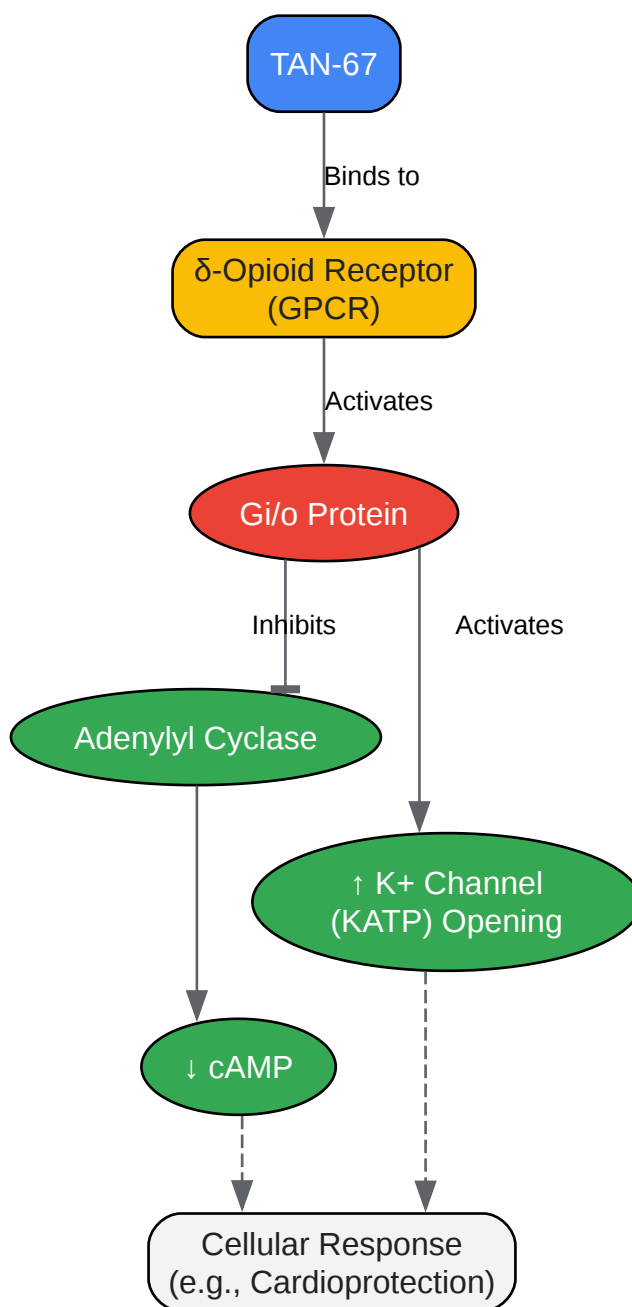 TAN-67
Binds to
δ-Opioid Receptor
(GPCR)
Activates
Gi/o Protein
Inhibits
Activates
Adenylyl Cyclase
↑ K+ Channel
(KATP) Opening
↓ cAMP
Cellular Response
(e.g., Cardioprotection)